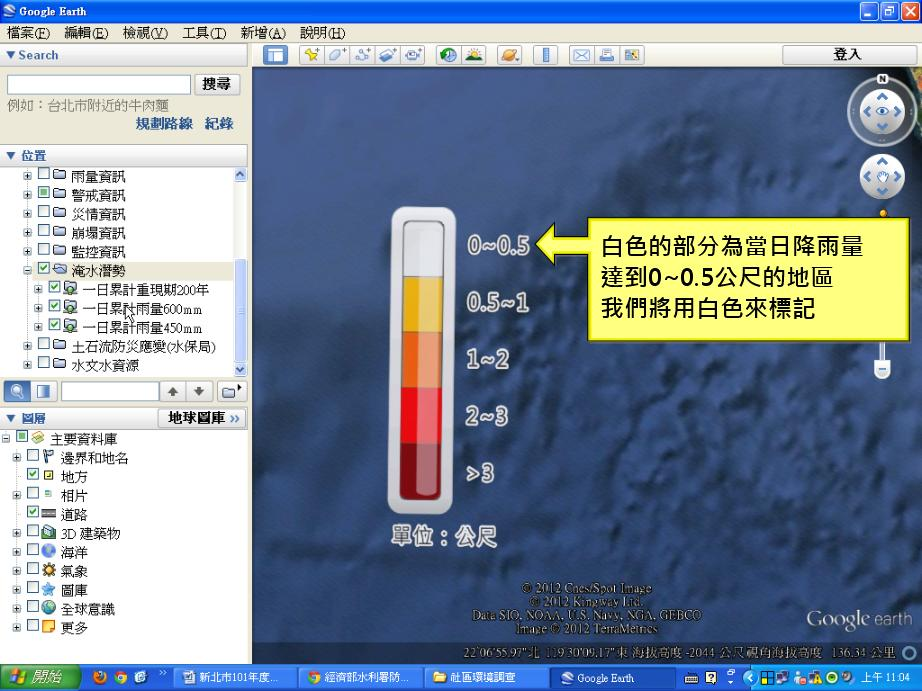 Google Earth
檔案(F) 編輯(E) 檢視(V) 工具(T) 新增(A) 說明(H)
Search
登入
搜尋
例如：台北市附近的牛肉麵
規劃路線 紀錄
位置
雨量資訊
警戒資訊
災情資訊
崩塌資訊
監控資訊
淹水潛勢
一日累計重現期200年
一日累計雨量600mm
一日累計雨量450mm
土石流防災應變(水保局)
水文水資源
圖層
地球圖庫 >>
主要資料庫
邊界和地名
地方
相片
道路
3D 建築物
海洋
氣象
圖庫
全球意識
更多
N
0~0.5
0.5~1
1~2
2~3
>3
單位：公尺
白色的部分為當日降雨量
達到0~0.5公尺的地區
我們將用白色來標記
© 2012 Cnes/Spot Image
© 2012 Kingway Ltd.
Data SIO, NOAA, U.S. Navy, NGA, GEBCO
Image © 2012 TerraMetrics
Google earth
22°06'55.97"北 119°30'09.17"東 海拔高度 -2044 公尺 視角海拔高度 136.34 公里
開始
新北市101年度...
經濟部水利署防...
社區環境調查
Google Earth
上午 11:04